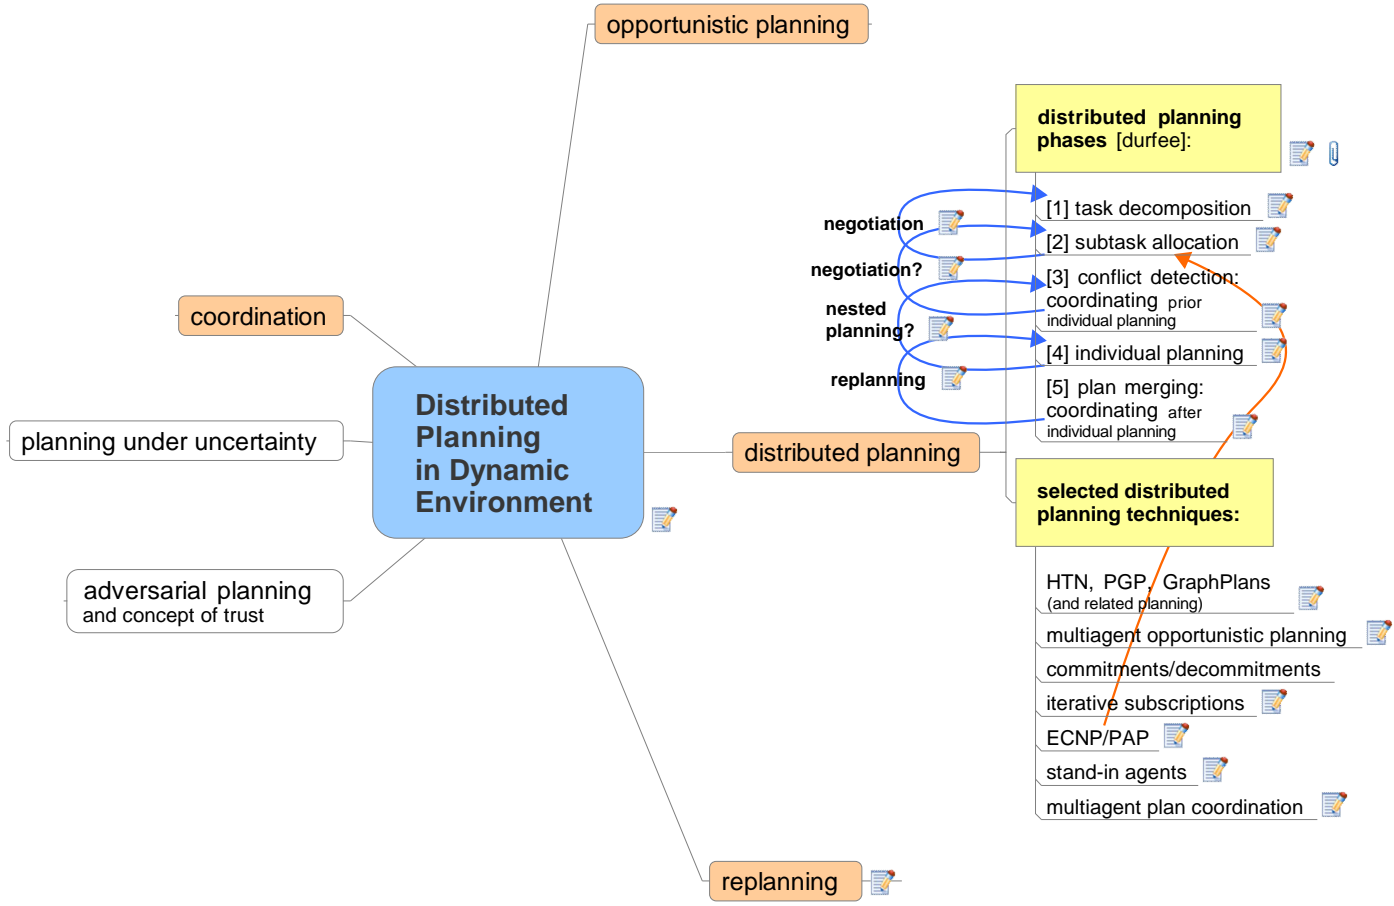 opportunistic planning
distributed planning
phases [durfee]:
[1] task decomposition
negotiation
[2] subtask allocation
negotiation?
[3] conflict detection:
coordinating prior
individual planning
nested
planning?
[4] individual planning
replanning
[5] plan merging:
coordinating after
individual planning
coordination
Distributed
Planning
in Dynamic
Environment
planning under uncertainty
distributed planning
selected distributed
planning techniques:
adversarial planning
and concept of trust
HTN, PGP, GraphPlans
(and related planning)
multiagent opportunistic planning
commitments/decommitments
iterative subscriptions
ECNP/PAP
stand-in agents
multiagent plan coordination
replanning